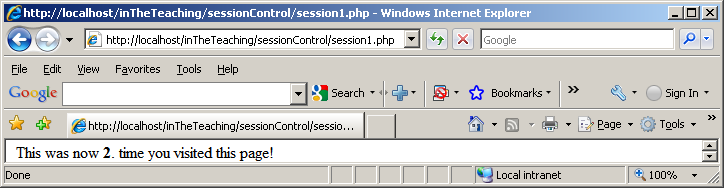 http://localhost/inTheTeaching/sessionControl/session1.php - Windows Internet Explorer
http://localhost/inTheTeaching/sessionControl/session1.php Google
File Edit View Favorites Tools Help
Google Search Bookmarks » Sign In
http://localhost/inTheTeaching/sessionControl/sessio... Page Tools »
This was now 2. time you visited this page!
Done Local intranet 100%